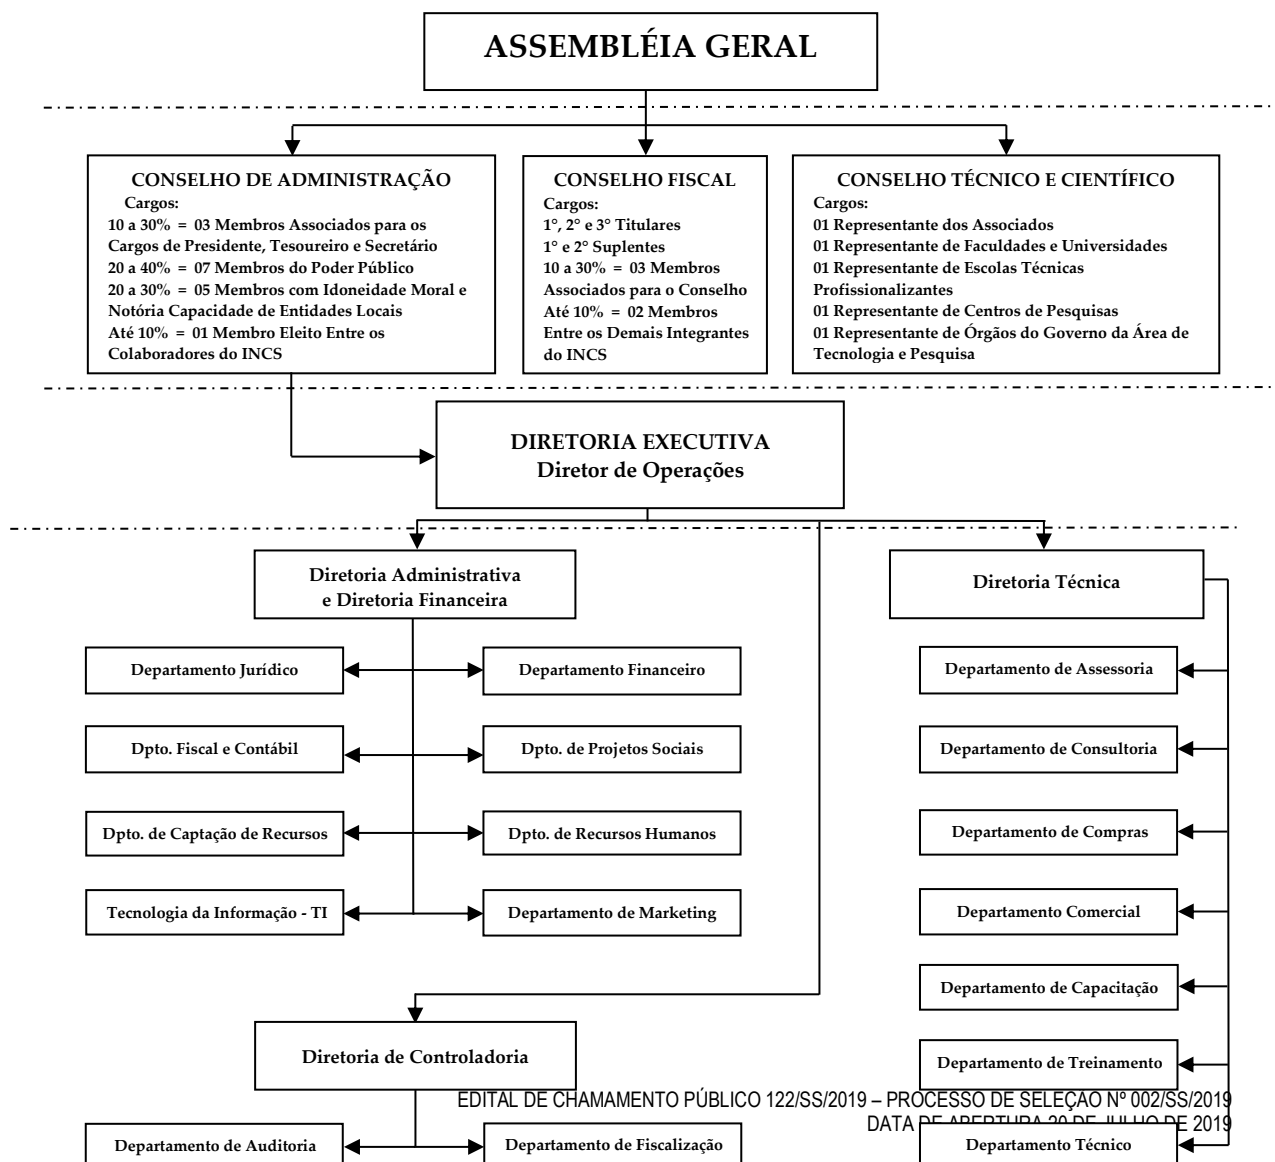 ASSEMBLÉIA GERAL
CONSELHO DE ADMINISTRAÇÃO
Cargos:
10 a 30% = 03 Membros Associados para os
Cargos de Presidente, Tesoureiro e Secretário
20 a 40% = 07 Membros do Poder Público
20 a 30% = 05 Membros com Idoneidade Moral e
Notória Capacidade de Entidades Locais
Até 10% = 01 Membro Eleito Entre os
Colaboradores do INCS
CONSELHO FISCAL
Cargos:
1°, 2° e 3° Titulares
1° e 2° Suplentes
10 a 30% = 03 Membros
Associados para o Conselho
Até 10% = 02 Membros
Entre os Demais Integrantes
do INCS
CONSELHO TÉCNICO E CIENTÍFICO
Cargos:
01 Representante dos Associados
01 Representante de Faculdades e Universidades
01 Representante de Escolas Técnicas
Profissionalizantes
01 Representante de Centros de Pesquisas
01 Representante de Órgãos do Governo da Área de
Tecnologia e Pesquisa
DIRETORIA EXECUTIVA
Diretor de Operações
Diretoria Administrativa
e Diretoria Financeira
Diretoria Técnica
Departamento Jurídico
Departamento Financeiro
Departamento de Assessoria
Dpto. Fiscal e Contábil
Dpto. de Projetos Sociais
Departamento de Consultoria
Dpto. de Captação de Recursos
Dpto. de Recursos Humanos
Departamento de Compras
Tecnologia da Informação - TI
Departamento de Marketing
Departamento Comercial
Departamento de Capacitação
Diretoria de Controladoria
Departamento de Treinamento
EDITAL DE CHAMAMENTO PÚBLICO 122/SS/2019 – PROCESSO DE SELEÇÃO Nº 002/SS/2019
DATA DE ABERTURA 30 DE JULHO DE 2019
Departamento de Auditoria
Departamento de Fiscalização
Departamento Técnico